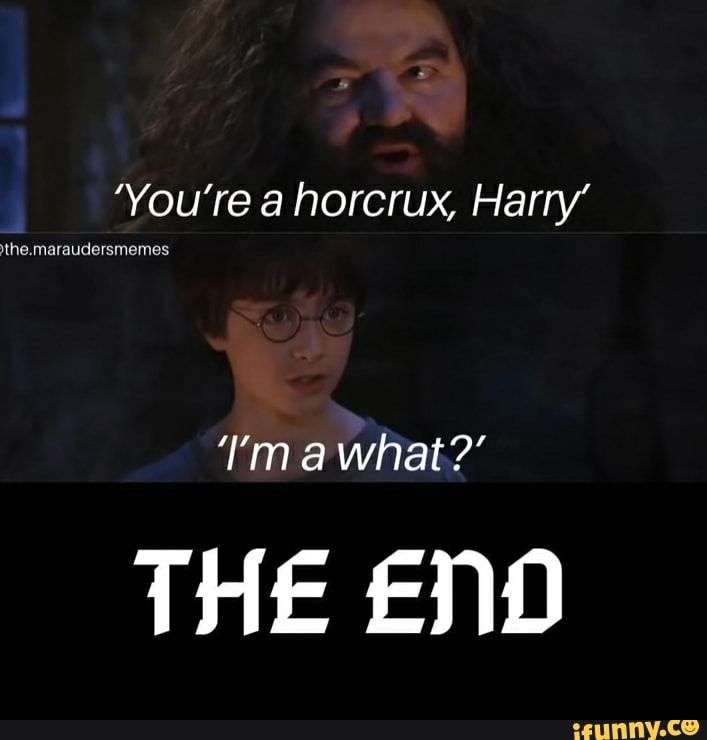 ‘You’re a horcrux, Harry’
@the.maraudersmemes
‘I’m a what?’
THE END
ifunny.co